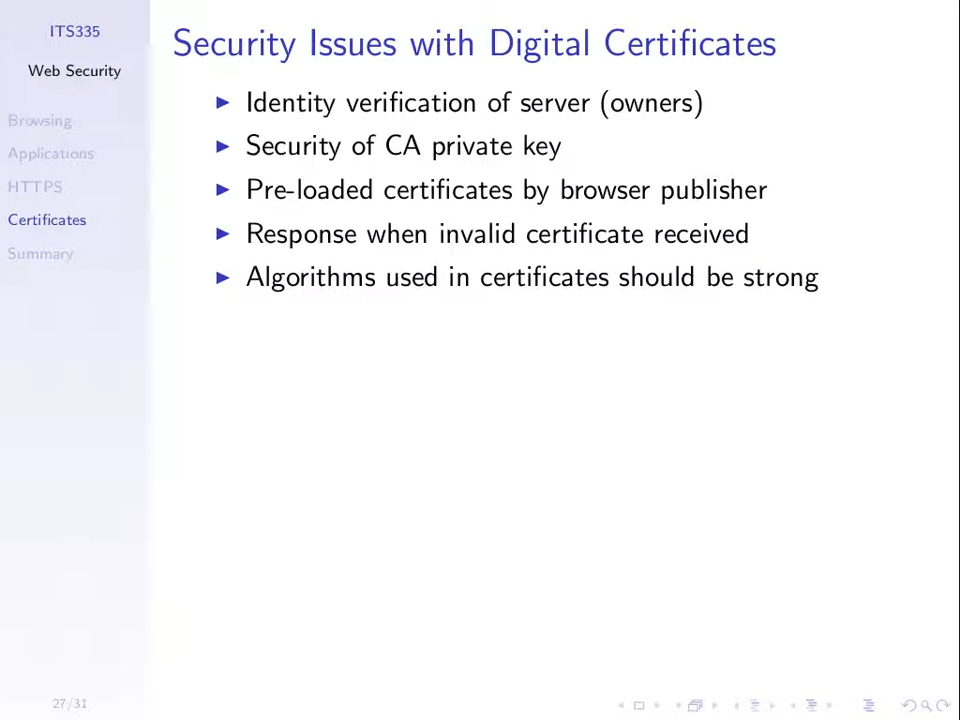 ITS335
Web Security
Browsing
Applications
HTTPS
Certificates
Summary
27/31
Security Issues with Digital Certificates
Identity verification of server (owners)
Security of CA private key
Pre-loaded certificates by browser publisher
Response when invalid certificate received
Algorithms used in certificates should be strong